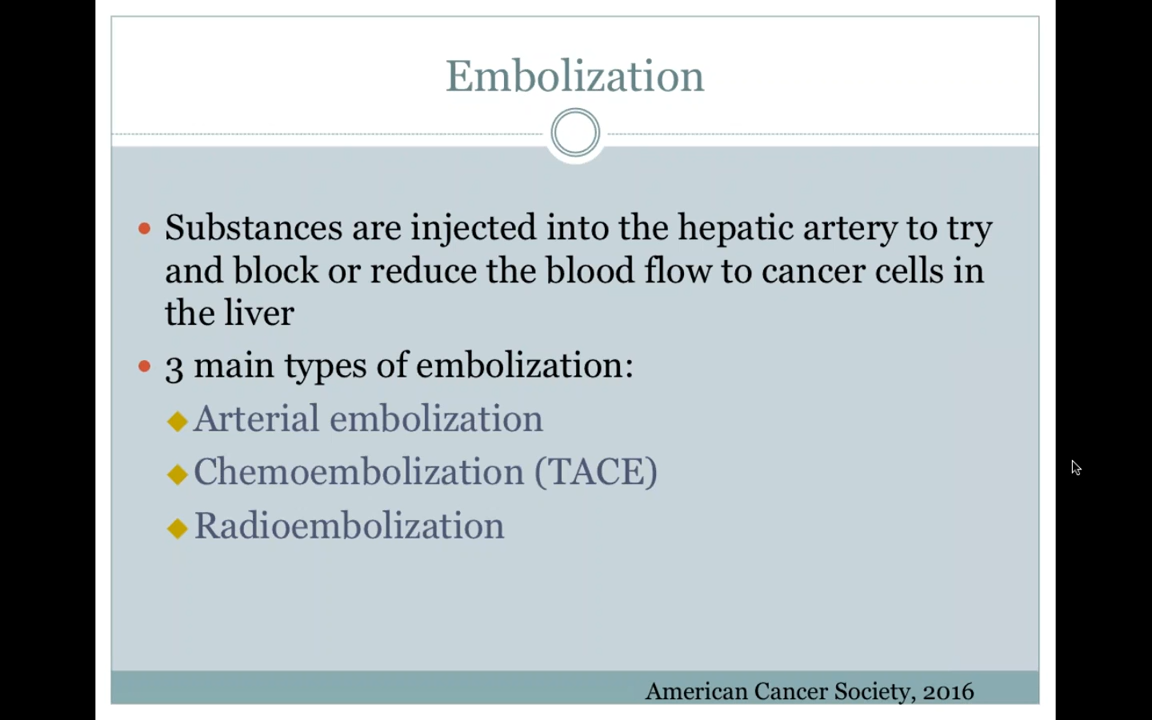 Embolization
Substances are injected into the hepatic artery to try
and block or reduce the blood flow to cancer cells in
the liver
3 main types of embolization:
Arterial embolization
Chemoembolization (TACE)
Radioembolization
American Cancer Society, 2016